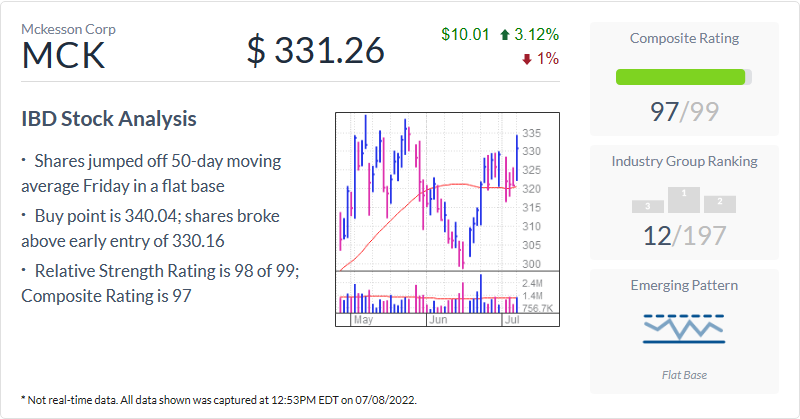 Mckesson Corp
MCK
$ 331.26
$10.01 3.12%
1%
IBD Stock Analysis
· Shares jumped off 50-day moving
average Friday in a flat base
· Buy point is 340.04; shares broke
above early entry of 330.16
· Relative Strength Rating is 98 of 99;
Composite Rating is 97
335
330
325
320
315
310
305
300
2.4M
1.4M
756.7K
May Jun Jul
* Not real-time data. All data shown was captured at 12:53PM EDT on 07/08/2022.
Composite Rating
97/99
Industry Group Ranking
3 1 2
12/197
Emerging Pattern
Flat Base